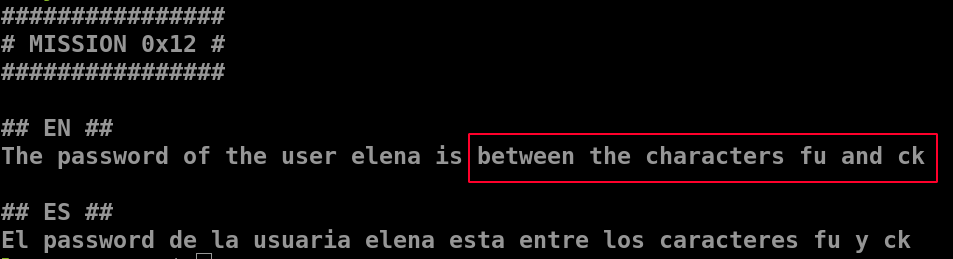 ################
# MISSION 0x12 #
################
## EN ##
The password of the user elena is between the characters fu and ck
## ES ##
El password de la usuaria elena esta entre los caracteres fu y ck